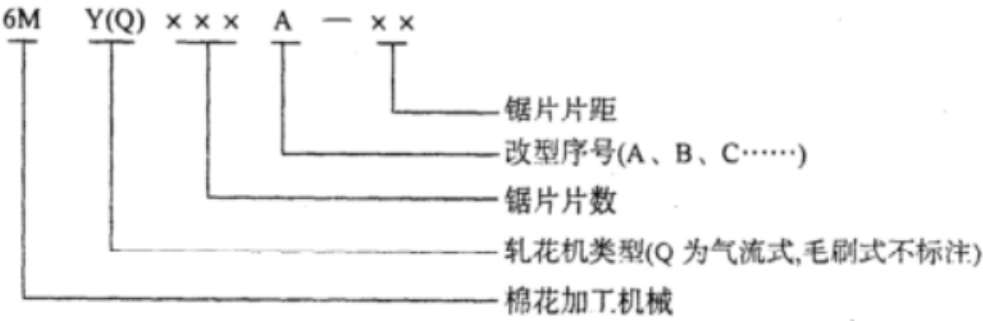 6M Y(Q) ××× A — ××
锯片片距
改型序号(A、B、C……)
锯片片数
轧花机类型(Q 为气流式,毛刷式不标注)
棉花加工机械